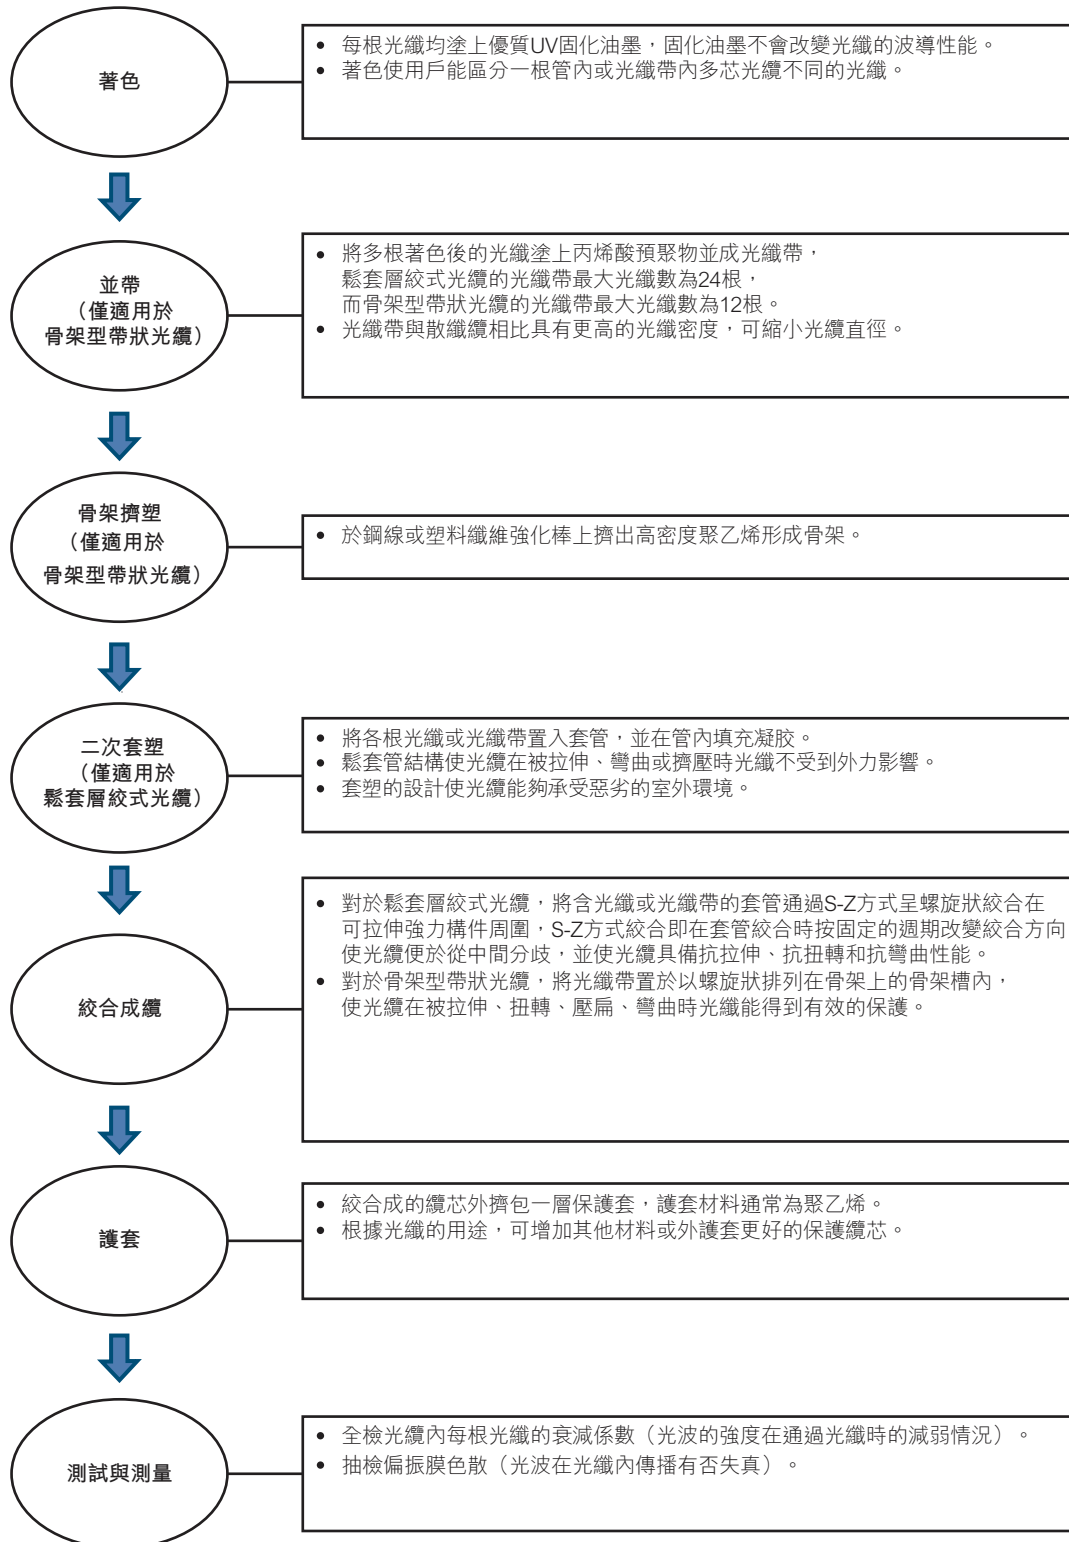 著色
• 每根光纖均塗上優質UV固化油墨，固化油墨不會改變光纖的波導性能。
• 著色使用戶能區分一根管內或光纖帶內多芯光纜不同的光纖。
並帶
（僅適用於
骨架型帶狀光纜）
• 將多根著色後的光纖塗上丙烯酸預聚物並成光纖帶，
鬆套層絞式光纜的光纖帶最大光纖數為24根，
而骨架型帶狀光纜的光纖帶最大光纖數為12根。
• 光纖帶與散纖纜相比具有更高的光纖密度，可縮小光纜直徑。
骨架擠塑
（僅適用於
骨架型帶狀光纜）
• 於鋼線或塑料纖維強化棒上擠出高密度聚乙烯形成骨架。
二次套塑
（僅適用於
鬆套層絞式光纜）
• 將各根光纖或光纖帶置入套管，並在管內填充凝胶。
• 鬆套管結構使光纜在被拉伸、彎曲或擠壓時光纖不受到外力影響。
• 套塑的設計使光纜能夠承受惡劣的室外環境。
絞合成纜
• 對於鬆套層絞式光纜，將含光纖或光纖帶的套管通過S-Z方式呈螺旋狀絞合在
可拉伸強力構件周圍，S-Z方式絞合即在套管絞合時按固定的週期改變絞合方向
使光纜便於從中間分歧，並使光纜具備抗拉伸、抗扭轉和抗彎曲性能。
• 對於骨架型帶狀光纜，將光纖帶置於以螺旋狀排列在骨架上的骨架槽內，
使光纜在被拉伸、扭轉、壓扁、彎曲時光纖能得到有效的保護。
護套
• 絞合成的纜芯外擠包一層保護套，護套材料通常為聚乙烯。
• 根據光纖的用途，可增加其他材料或外護套更好的保護纜芯。
測試與測量
• 全檢光纜內每根光纖的衰減係數（光波的強度在通過光纖時的減弱情況）。
• 抽檢偏振膜色散（光波在光纖內傳播有否失真）。